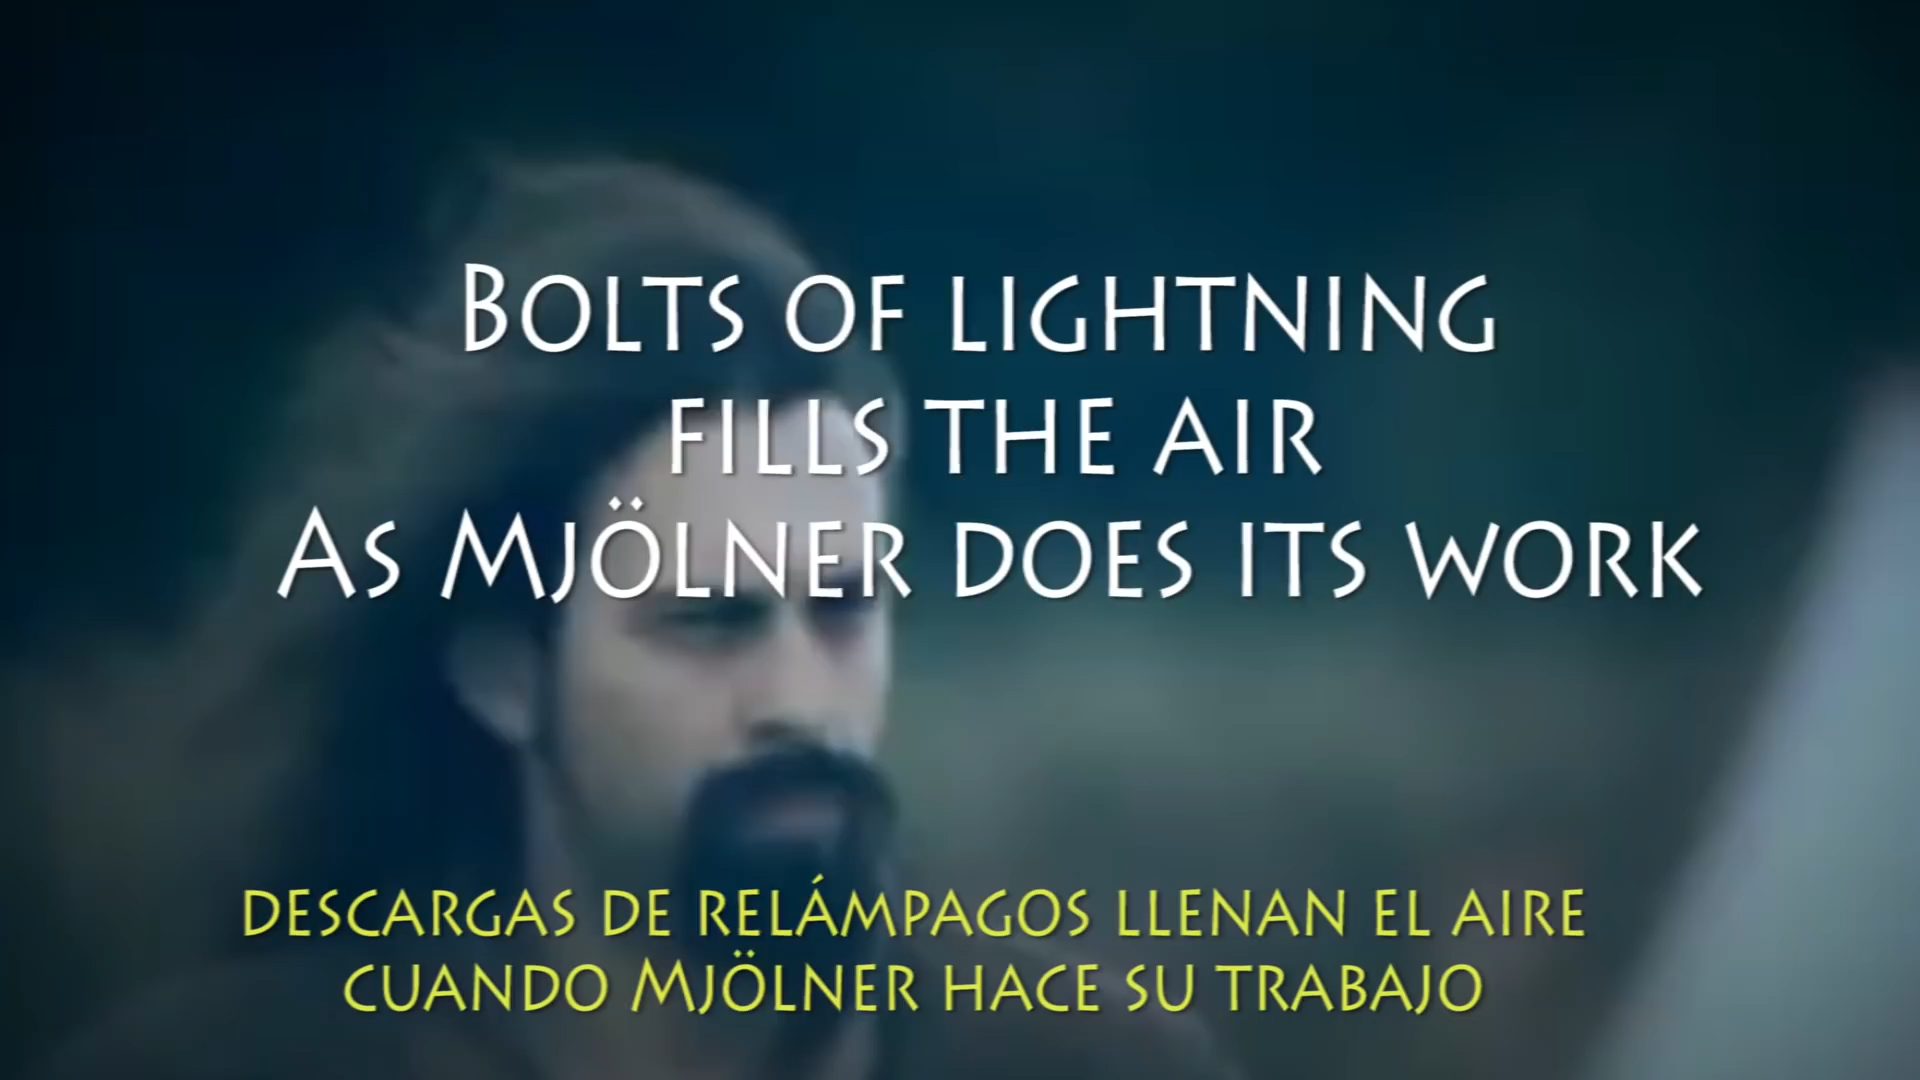 Bolts of lightning
fills the air
As Mjölner does its work
descargas de relámpagos llenan el aire
cuando Mjölner hace su trabajo